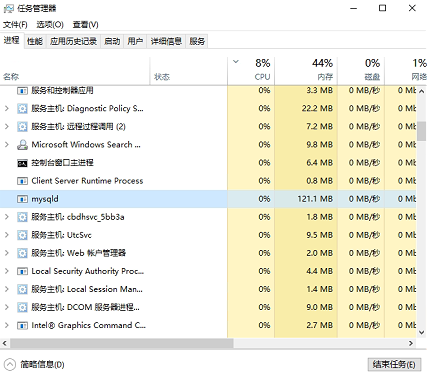 任务管理器
文件(F) 选项(O) 查看(V)
进程 性能 应用历史记录 启动 用户 详细信息 服务
8% 44% 0% 1%
名称 状态 CPU 内存 磁盘 网络
服务和控制器应用 0% 3.3 MB 0 MB/秒 0 Mb
服务主机: Diagnostic Policy S... 0% 22.2 MB 0 MB/秒 0 Mb
服务主机: 远程过程调用 (2) 0% 7.2 MB 0 MB/秒 0 Mb
Microsoft Windows Search ... 0% 9.8 MB 0 MB/秒 0 Mb
控制台窗口主进程 0% 6.4 MB 0 MB/秒 0 Mb
Client Server Runtime Process 0% 0.8 MB 0 MB/秒 0 Mb
mysqld 0% 121.1 MB 0 MB/秒 0 Mb
服务主机: cbdhsvc_5bb3a 0% 1.8 MB 0 MB/秒 0 Mb
服务主机: UtcSvc 0% 9.5 MB 0 MB/秒 0 Mb
服务主机: Web 帐户管理器 0% 2.0 MB 0 MB/秒 0 Mb
Local Security Authority Proc... 0% 4.4 MB 0 MB/秒 0 Mb
服务主机: Local Session Man... 0% 1.4 MB 0 MB/秒 0 Mb
服务主机: DCOM 服务器进程... 0% 9.0 MB 0 MB/秒 0 Mb
Intel® Graphics Command C... 0% 2.7 MB 0 MB/秒 0 Mb
简略信息(D) 结束任务(E)